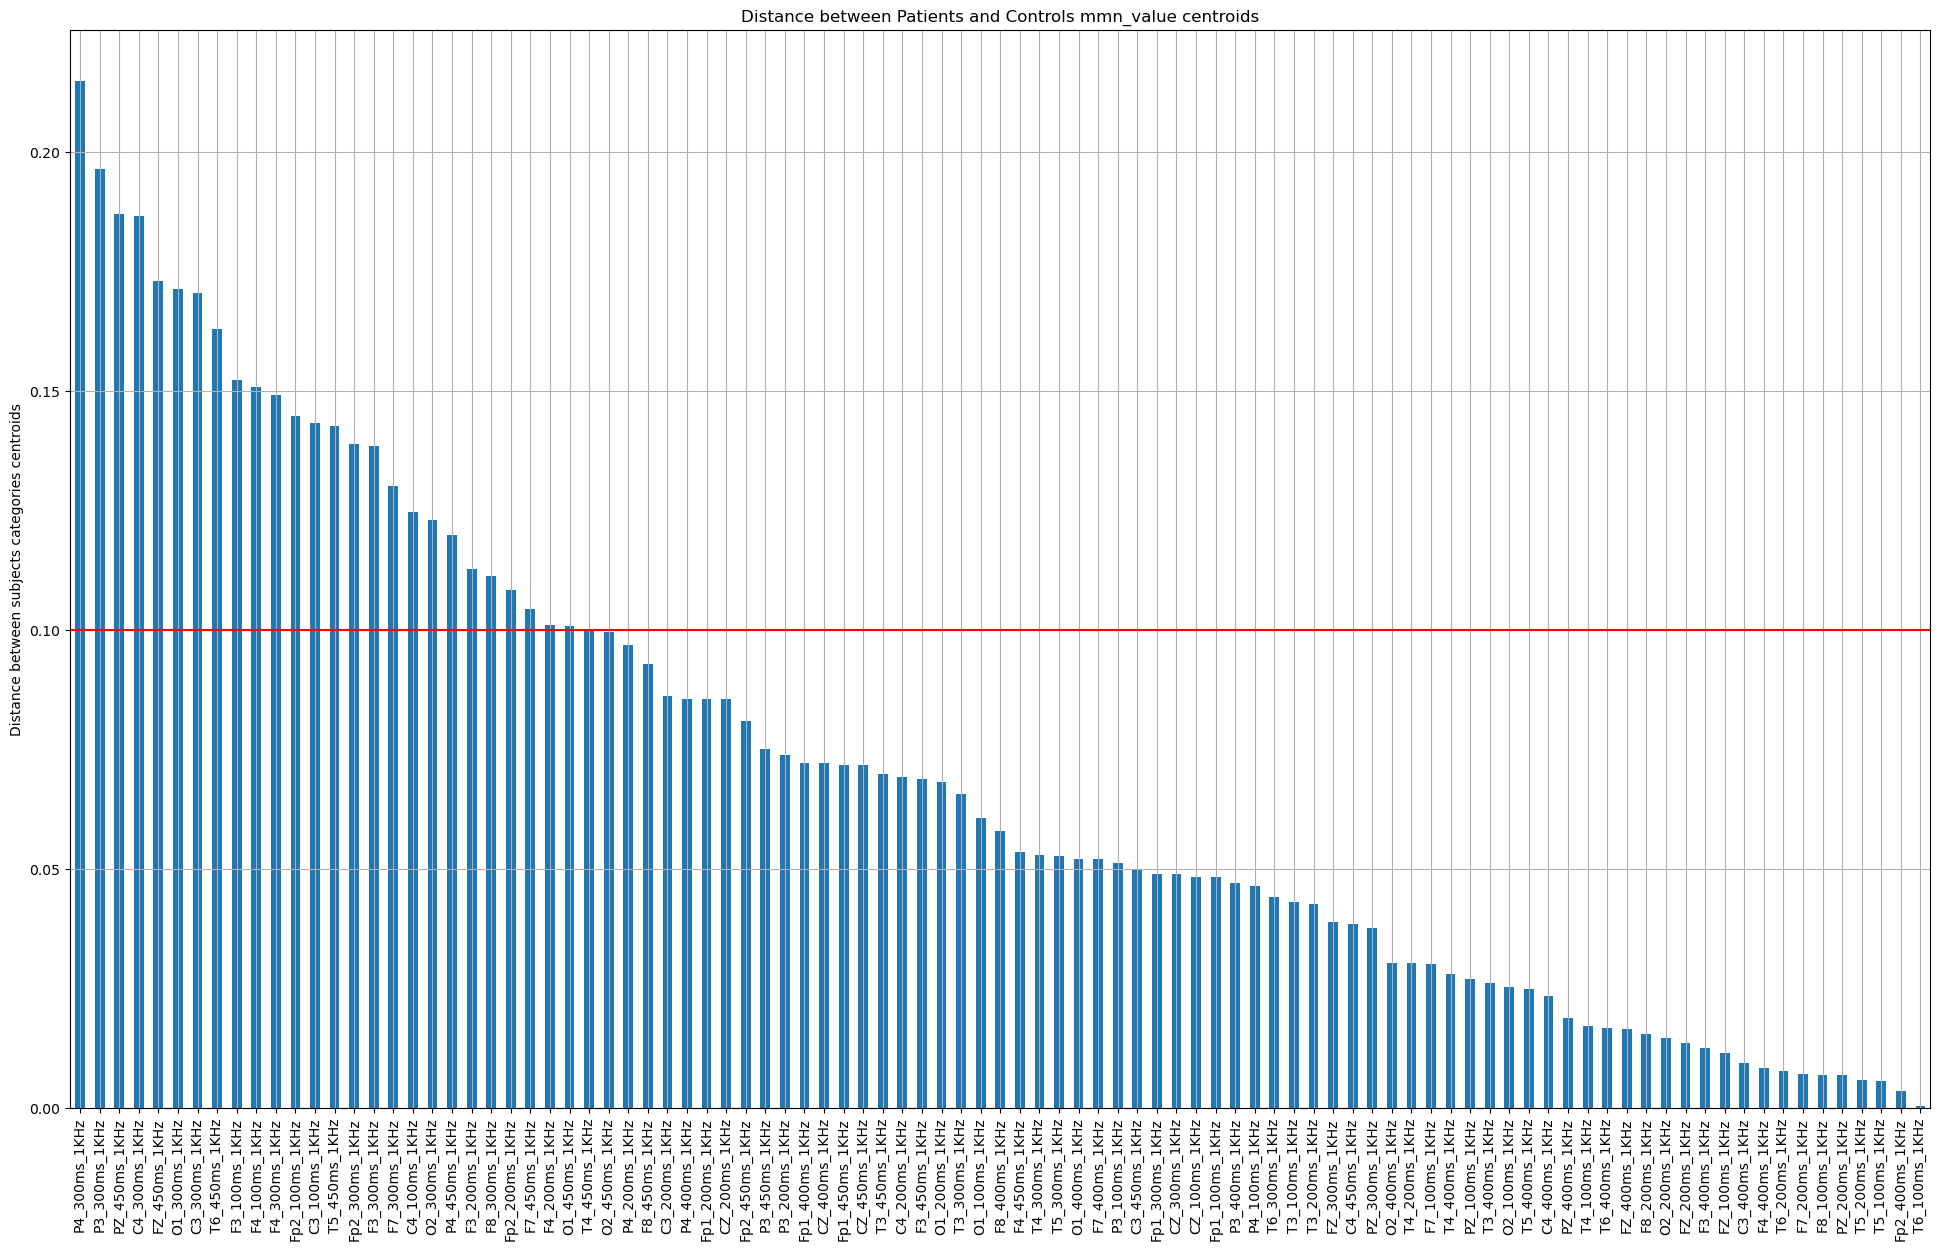 Distance between Patients and Controls mmn_value centroids
Distance between subjects categories centroids
0.20
0.15
0.10
0.05
0.00
P4_300ms_1KHz
P3_300ms_1KHz
PZ_450ms_1KHz
C4_300ms_1KHz
FZ_450ms_1KHz
O1_300ms_1KHz
C3_300ms_1KHz
T6_450ms_1KHz
F3_100ms_1KHz
F4_100ms_1KHz
F4_300ms_1KHz
Fp2_100ms_1KHz
C3_100ms_1KHz
T5_450ms_1KHz
Fp2_300ms_1KHz
F3_300ms_1KHz
F7_300ms_1KHz
C4_100ms_1KHz
O2_300ms_1KHz
P4_450ms_1KHz
F3_200ms_1KHz
F8_300ms_1KHz
Fp2_200ms_1KHz
F7_450ms_1KHz
F4_200ms_1KHz
O1_450ms_1KHz
T4_450ms_1KHz
O2_450ms_1KHz
P4_200ms_1KHz
F8_450ms_1KHz
C3_200ms_1KHz
P4_400ms_1KHz
Fp1_200ms_1KHz
CZ_200ms_1KHz
Fp2_450ms_1KHz
P3_450ms_1KHz
P3_200ms_1KHz
Fp1_400ms_1KHz
CZ_400ms_1KHz
Fp1_450ms_1KHz
CZ_450ms_1KHz
T3_450ms_1KHz
C4_200ms_1KHz
F3_450ms_1KHz
O1_200ms_1KHz
T3_300ms_1KHz
O1_100ms_1KHz
F8_400ms_1KHz
F4_450ms_1KHz
T4_300ms_1KHz
T5_300ms_1KHz
O1_400ms_1KHz
F7_400ms_1KHz
P3_100ms_1KHz
C3_450ms_1KHz
Fp1_300ms_1KHz
CZ_300ms_1KHz
CZ_100ms_1KHz
Fp1_100ms_1KHz
P3_400ms_1KHz
P4_100ms_1KHz
T6_300ms_1KHz
T3_100ms_1KHz
T3_200ms_1KHz
FZ_300ms_1KHz
C4_450ms_1KHz
PZ_300ms_1KHz
O2_400ms_1KHz
T4_200ms_1KHz
F7_100ms_1KHz
T4_400ms_1KHz
PZ_100ms_1KHz
T3_400ms_1KHz
O2_100ms_1KHz
T5_400ms_1KHz
C4_400ms_1KHz
PZ_400ms_1KHz
T4_100ms_1KHz
T6_400ms_1KHz
FZ_400ms_1KHz
F8_200ms_1KHz
O2_200ms_1KHz
FZ_200ms_1KHz
F3_400ms_1KHz
FZ_100ms_1KHz
C3_400ms_1KHz
F4_400ms_1KHz
T6_200ms_1KHz
F7_200ms_1KHz
F8_100ms_1KHz
PZ_200ms_1KHz
T5_200ms_1KHz
T5_100ms_1KHz
Fp2_400ms_1KHz
T6_100ms_1KHz